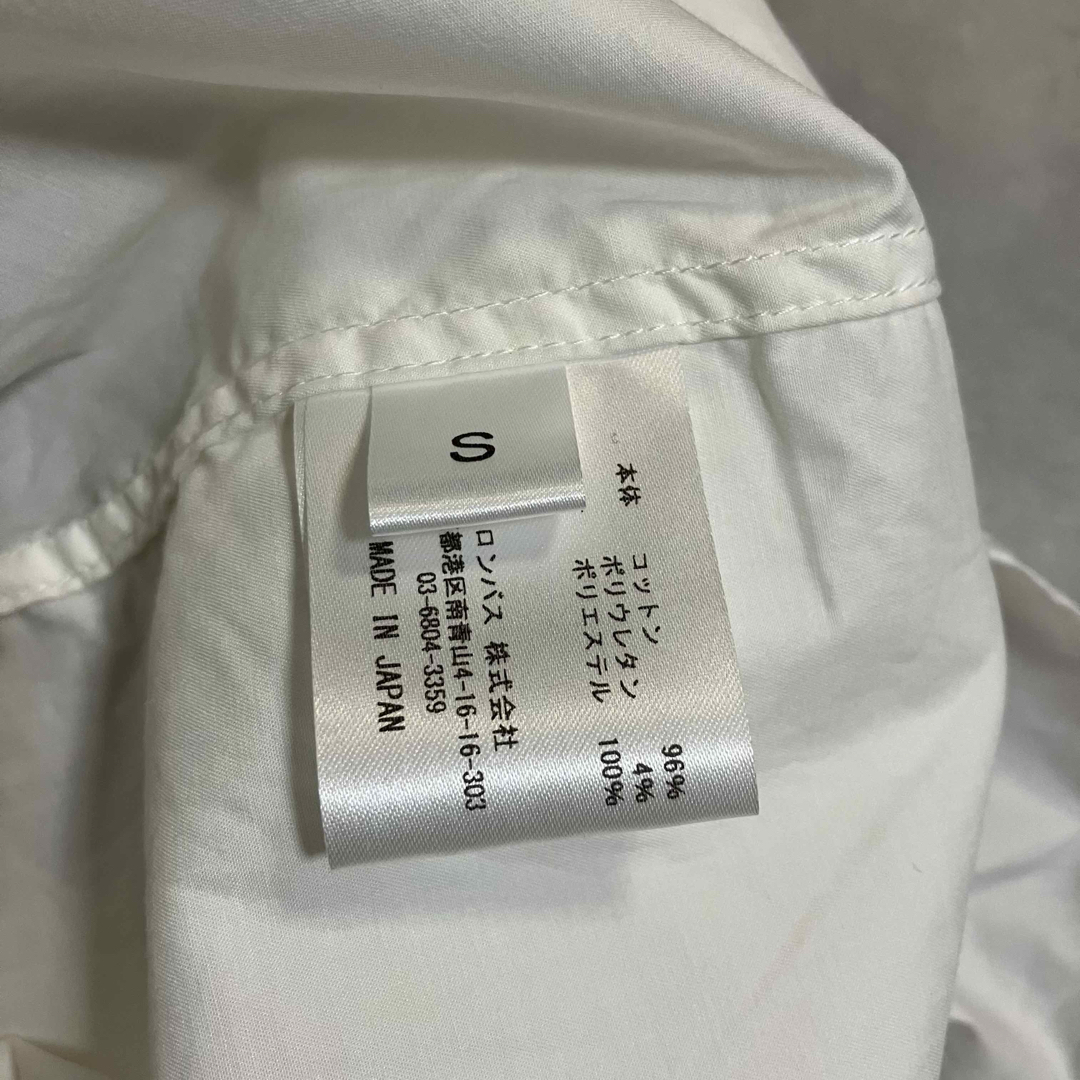 S
本体
コットン 96%
ポリウレタン 4%
ポリエステル 100%
ロンバス 株式会社
都港区南青山4-16-16-303
03-6804-3359
MADE IN JAPAN